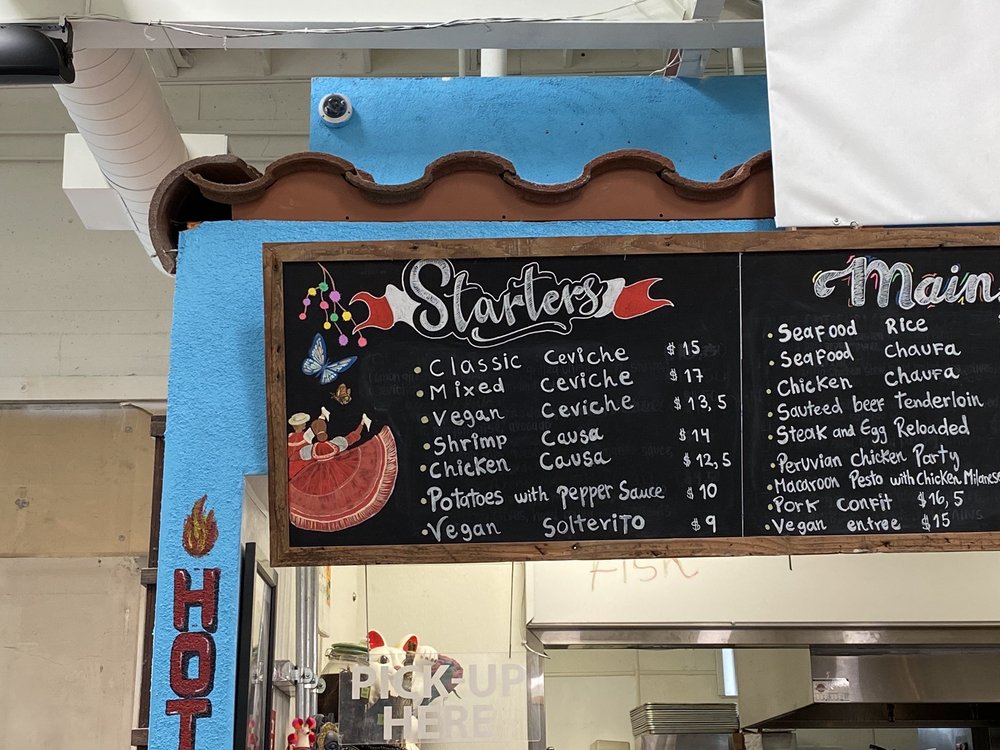 Starters
Classic Ceviche $15
Mixed Ceviche $17
Vegan Ceviche $13,5
Shrimp Causa $14
Chicken Causa $12,5
Potatoes with pepper Sauce $10
Vegan SolteriTo $9
Main
Seafood Rice
Seafood Chaufa
Chicken Chaufa
Sauteed beef Tenderloin
Steak and Egg Reloaded
Peruvian Chicken Party
Macaroon Pesto with Chicken Milanese
Pork confit $16,5
Vegan entree $15
HOT
FISH
PICK-UP
HERE